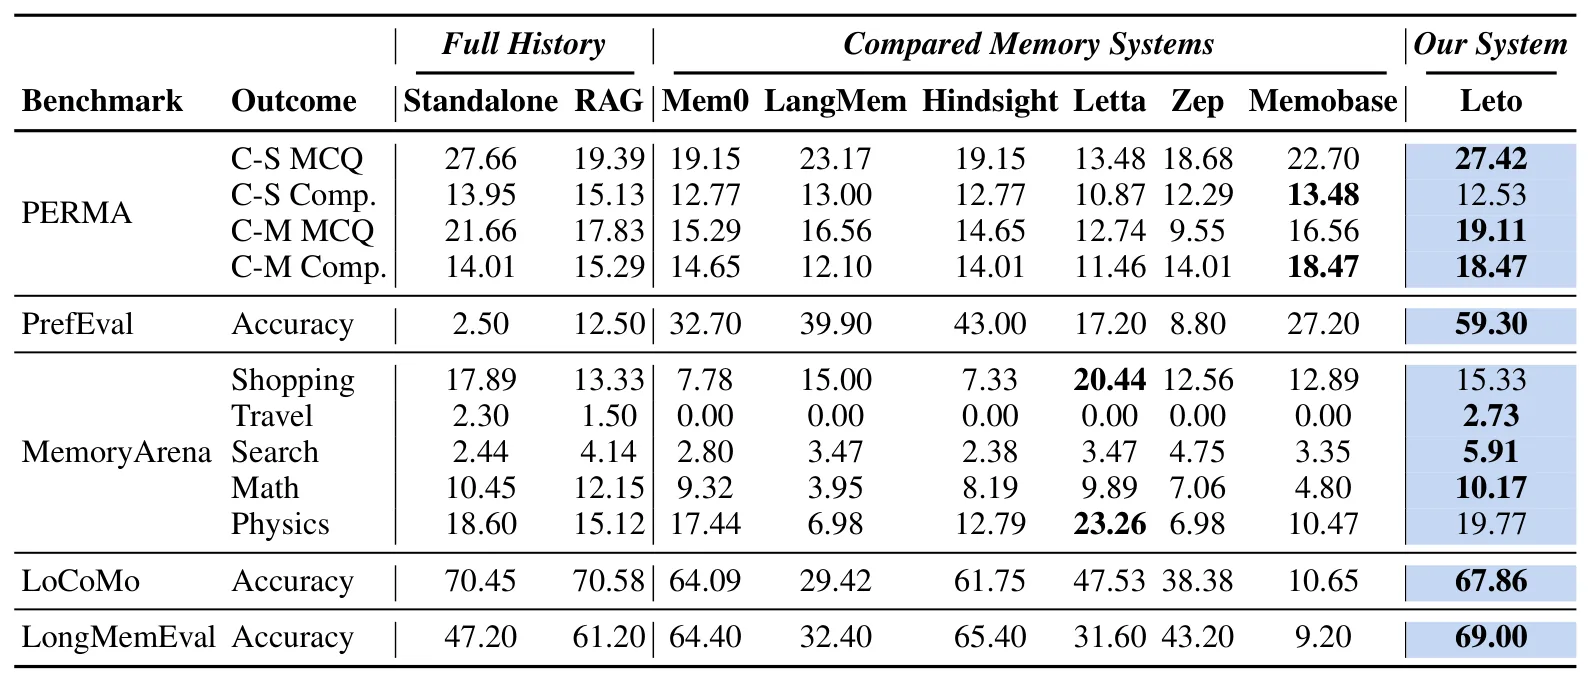 Full History Compared Memory Systems Our System
Benchmark Outcome Standalone RAG Mem0 LangMem Hindsight Letta Zep Memobase Leto
C-S MCQ 27.66 19.39 19.15 23.17 19.15 13.48 18.68 22.70 27.42
C-S Comp. 13.95 15.13 12.77 13.00 12.77 10.87 12.29 13.48 12.53
PERMA
C-M MCQ 21.66 17.83 15.29 16.56 14.65 12.74 9.55 16.56 19.11
C-M Comp. 14.01 15.29 14.65 12.10 14.01 11.46 14.01 18.47 18.47
PrefEval Accuracy 2.50 12.50 32.70 39.90 43.00 17.20 8.80 27.20 59.30
Shopping 17.89 13.33 7.78 15.00 7.33 20.44 12.56 12.89 15.33
Travel 2.30 1.50 0.00 0.00 0.00 0.00 0.00 0.00 2.73
MemoryArena Search 2.44 4.14 2.80 3.47 2.38 3.47 4.75 3.35 5.91
Math 10.45 12.15 9.32 3.95 8.19 9.89 7.06 4.80 10.17
Physics 18.60 15.12 17.44 6.98 12.79 23.26 6.98 10.47 19.77
LoCoMo Accuracy 70.45 70.58 64.09 29.42 61.75 47.53 38.38 10.65 67.86
LongMemEval Accuracy 47.20 61.20 64.40 32.40 65.40 31.60 43.20 9.20 69.00